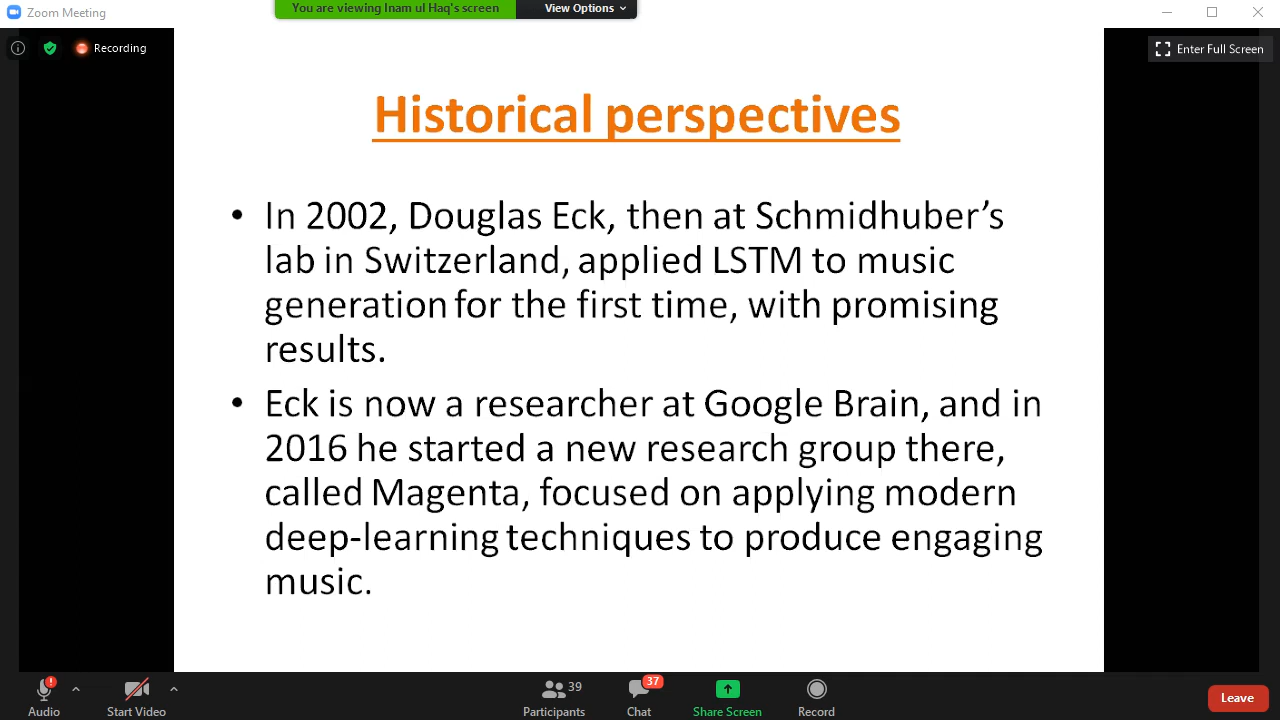 Zoom Meeting
You are viewing Inam ul Haq's screen
View Options
Recording
Enter Full Screen
Historical perspectives
• In 2002, Douglas Eck, then at Schmidhuber’s
lab in Switzerland, applied LSTM to music
generation for the first time, with promising
results.
• Eck is now a researcher at Google Brain, and in
2016 he started a new research group there,
called Magenta, focused on applying modern
deep-learning techniques to produce engaging
music.
39
37
Audio
Start Video
Participants
Chat
Share Screen
Record
Leave